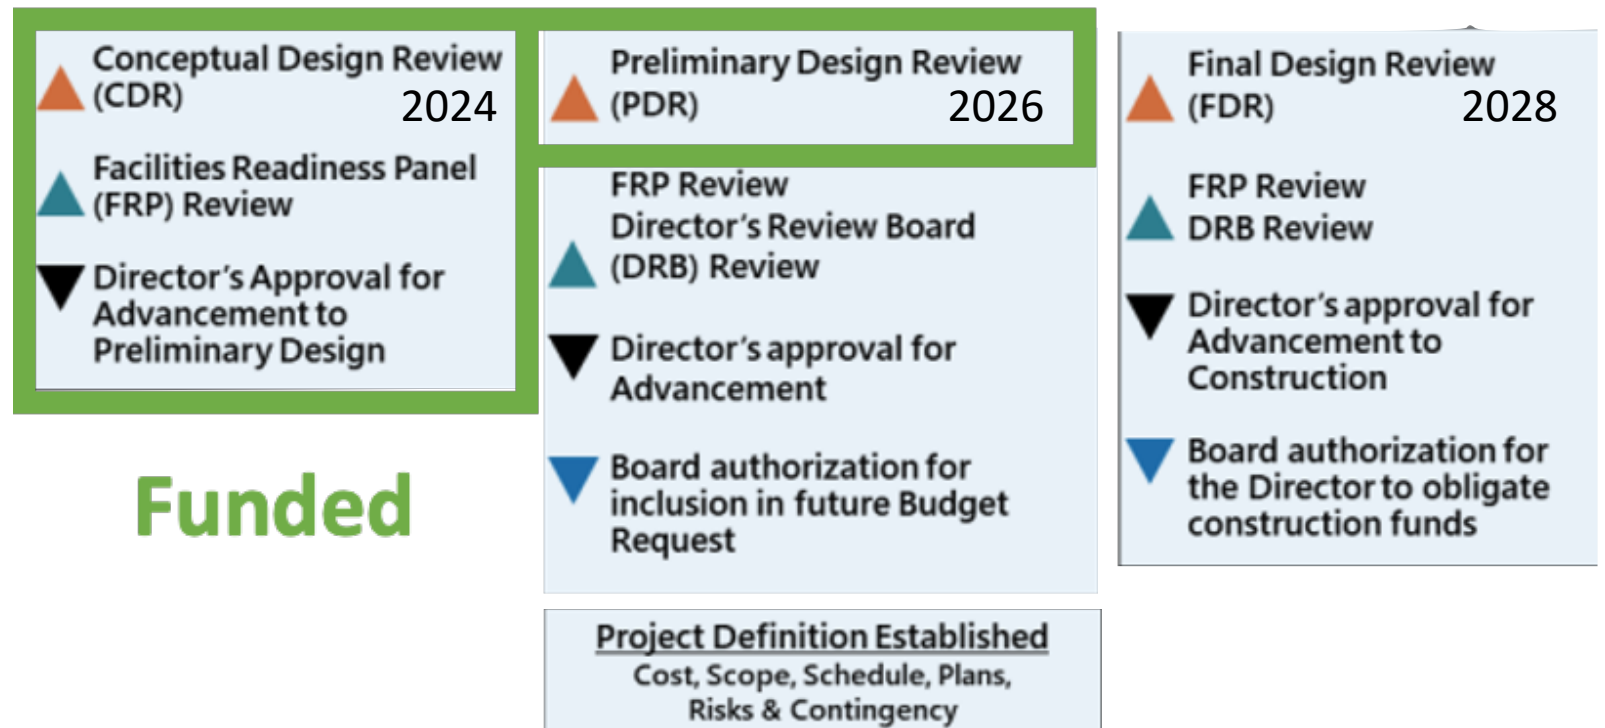 Conceptual Design Review
(CDR)
2024
Facilities Readiness Panel
(FRP) Review
Director's Approval for
Advancement to
Preliminary Design
Funded
Preliminary Design Review
(PDR)
2026
FRP Review
Director's Review Board
(DRB) Review
Director's approval for
Advancement
Board authorization for
inclusion in future Budget
Request
Project Definition Established
Cost, Scope, Schedule, Plans,
Risks & Contingency
Final Design Review
(FDR)
2028
FRP Review
DRB Review
Director's approval for
Advancement to
Construction
Board authorization for
the Director to obligate
construction funds